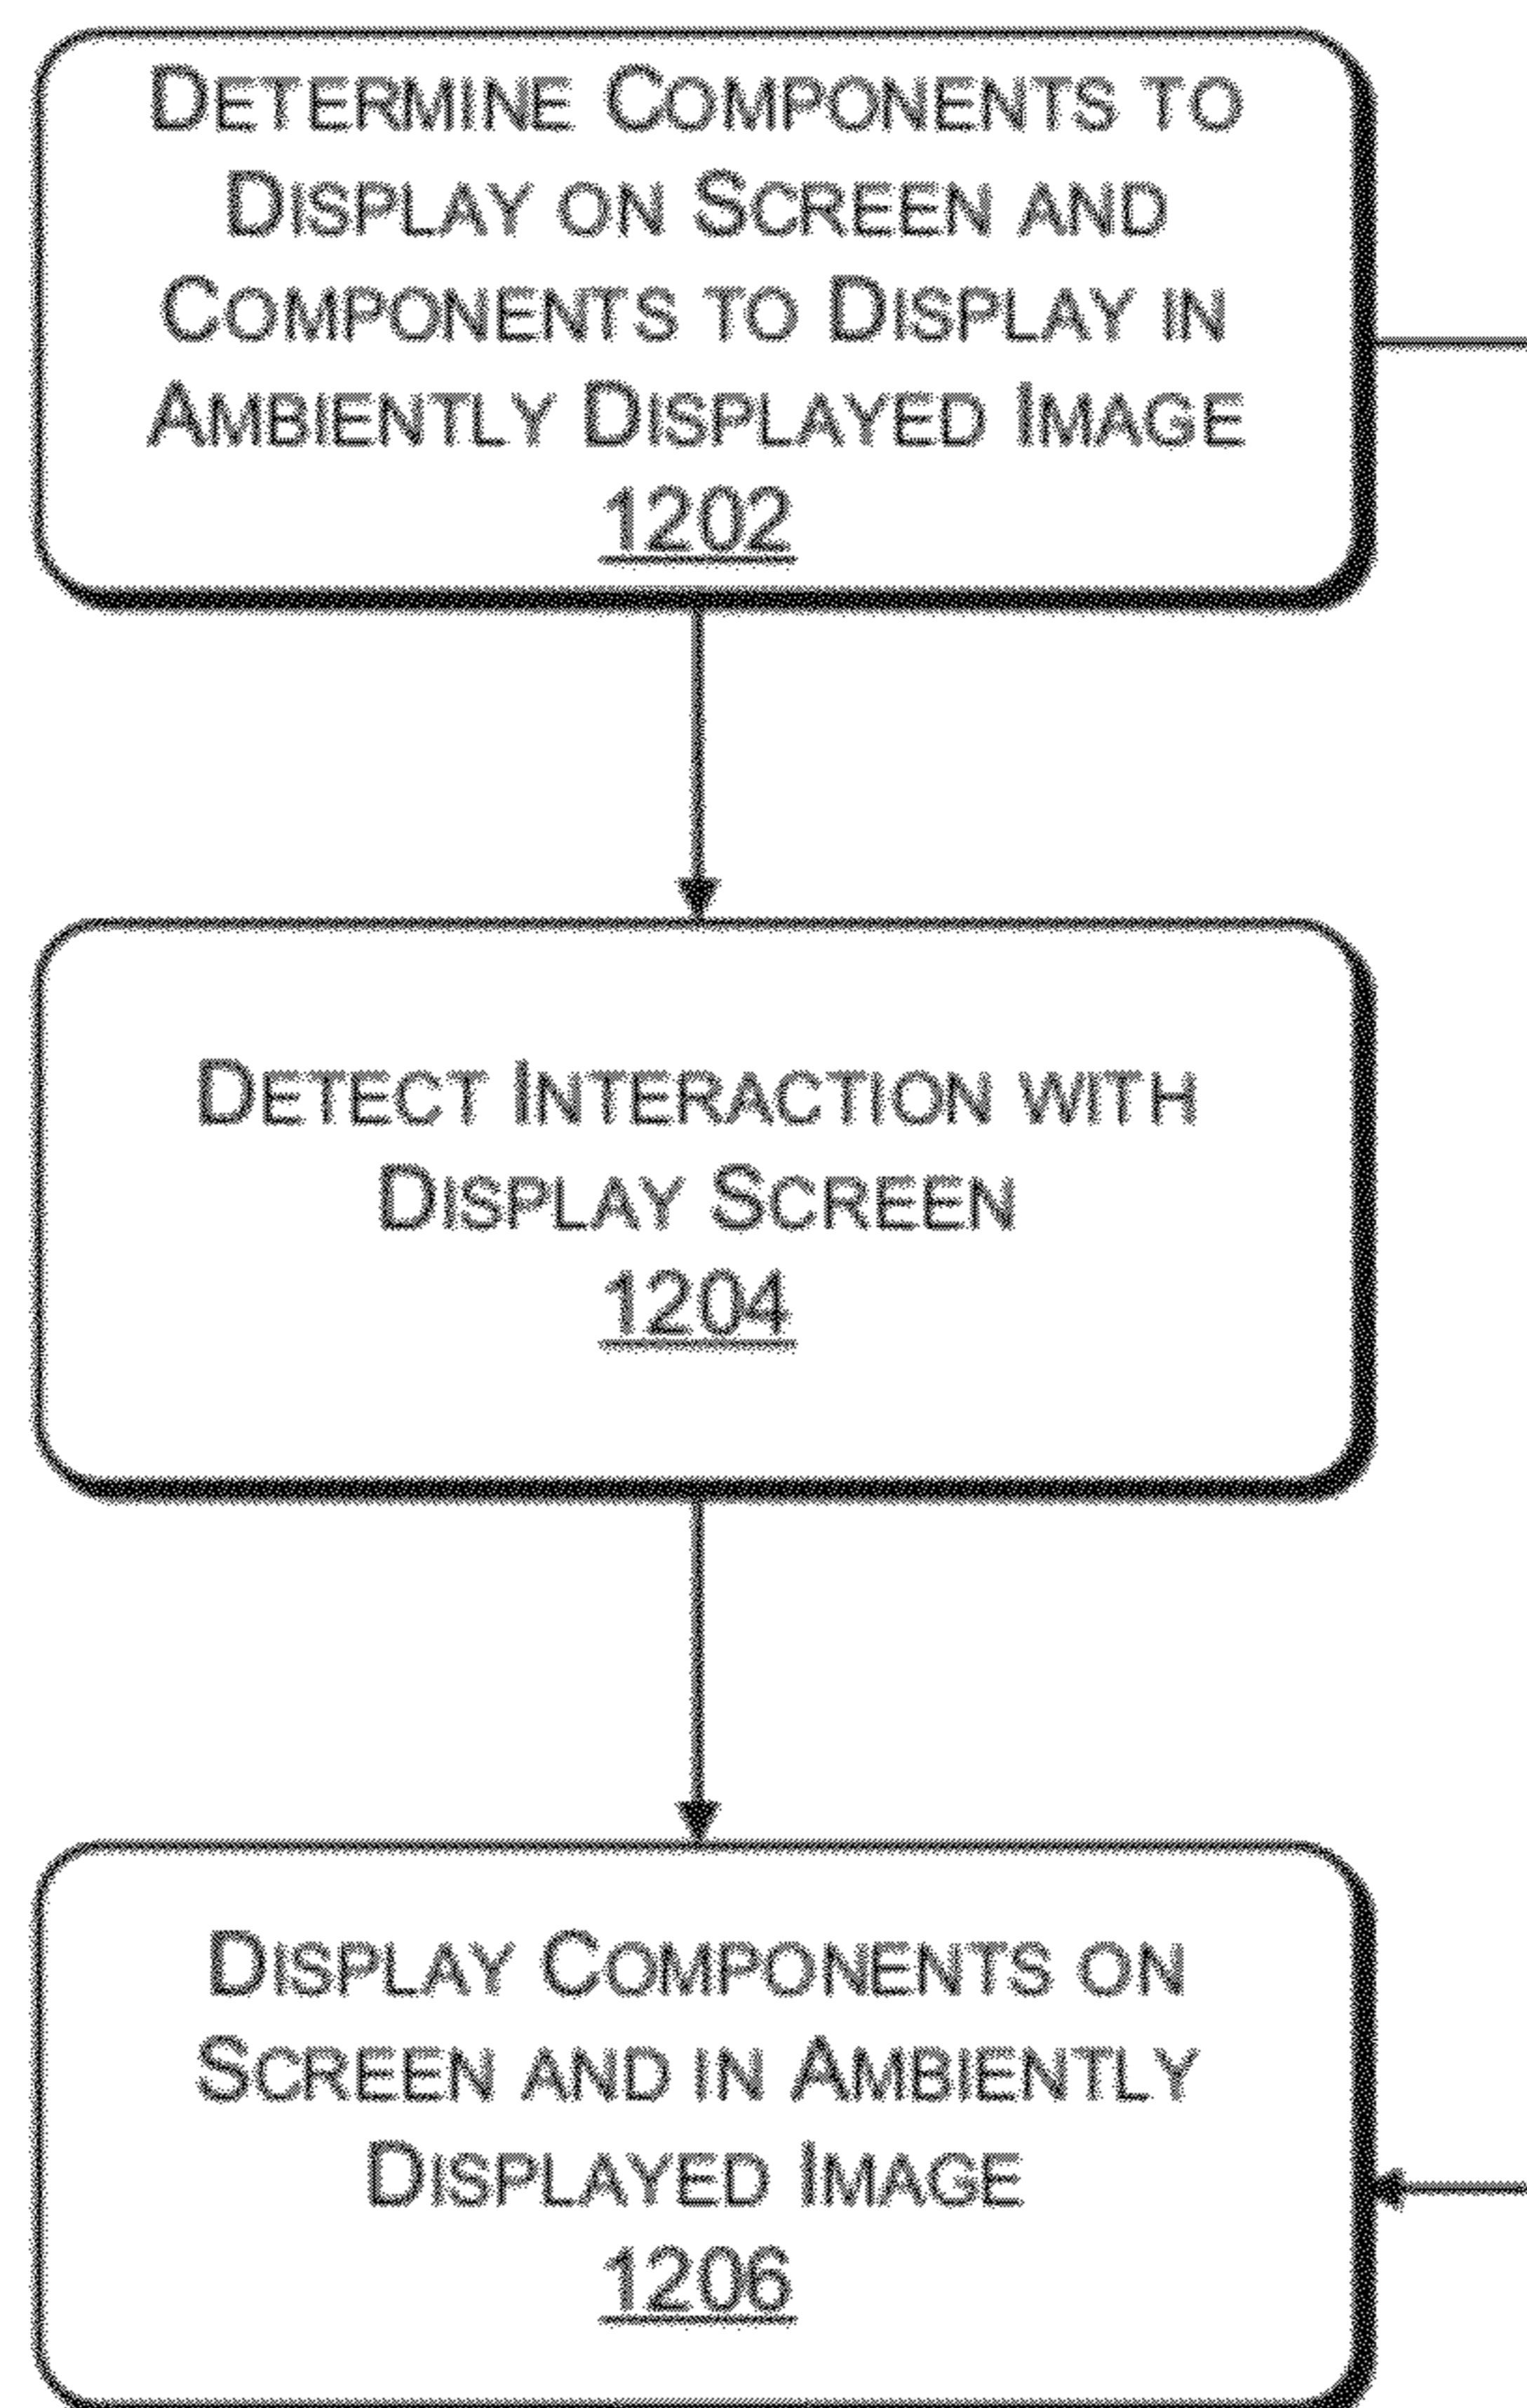 DETERMINE COMPONENTS TO
DISPLAY ON SCREEN AND
COMPONENTS TO DISPLAY IN
AMBIENTLY DISPLAYED IMAGE
1202
DETECT INTERACTION WITH
DISPLAY SCREEN
1204
DISPLAY COMPONENTS ON
SCREEN AND IN AMBIENTLY
DISPLAYED IMAGE
1206